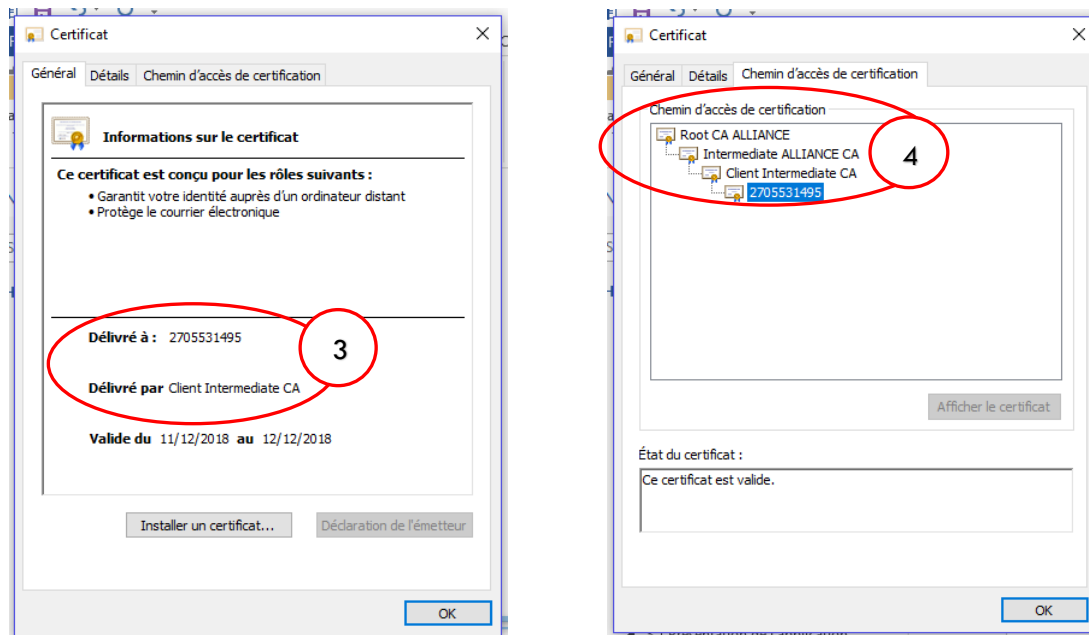 Certificat
Général Détails Chemin d'accès de certification
Informations sur le certificat
Ce certificat est conçu pour les rôles suivants :
• Garantit votre identité auprès d'un ordinateur distant
• Protège le courrier électronique
Délivré à : 2705531495
3
Délivré par Client Intermediate CA
Valide du 11/12/2018 au 12/12/2018
Installer un certificat...
Déclaration de l'émetteur
OK
Certificat
Général Détails Chemin d'accès de certification
Chemin d'accès de certification
Root CA ALLIANCE
Intermediate ALLIANCE CA
4
Client Intermediate CA
2705531495
Afficher le certificat
État du certificat :
Ce certificat est valide.
OK